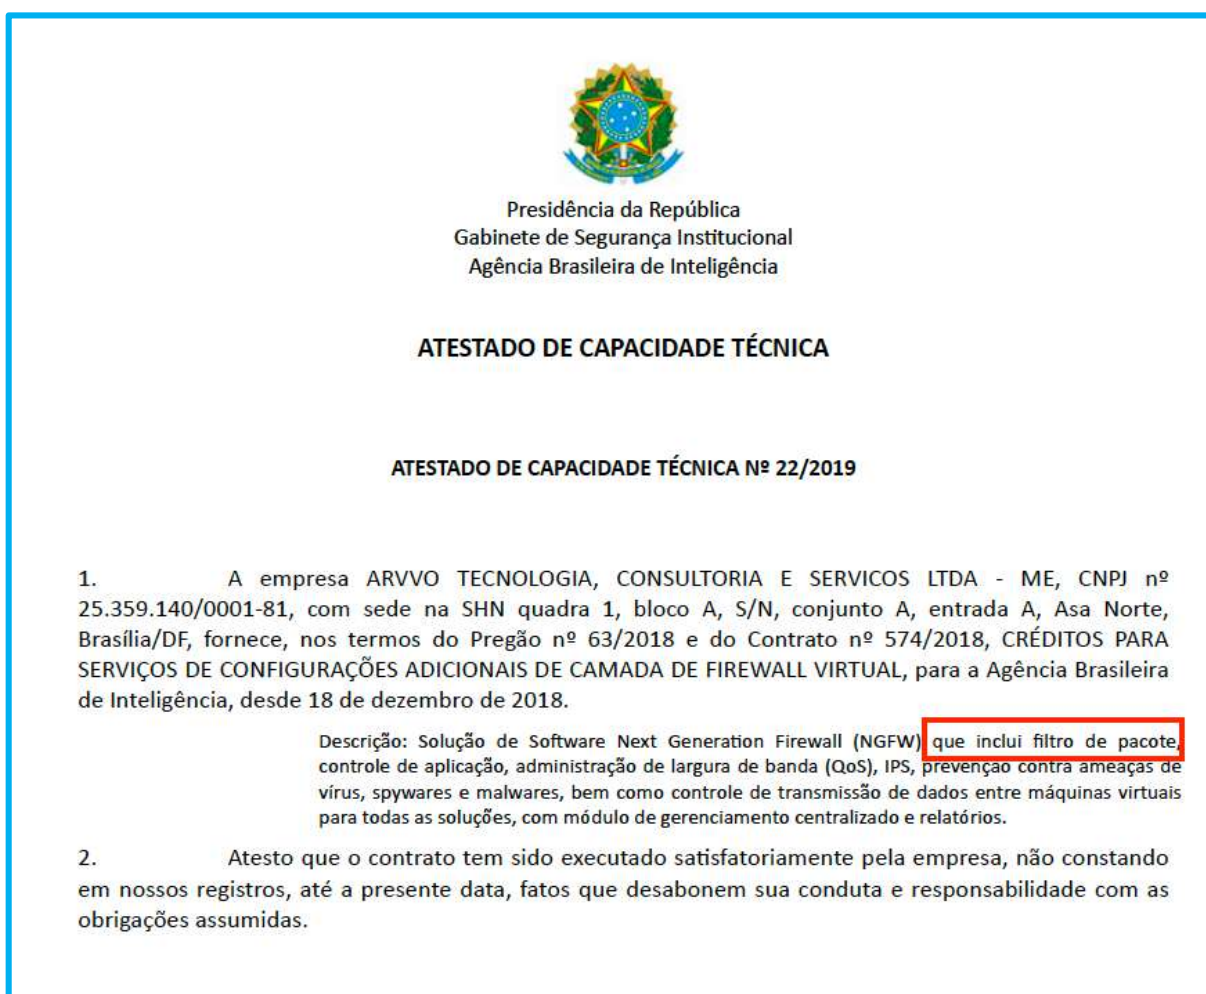 Presidência da República
Gabinete de Segurança Institucional
Agência Brasileira de Inteligência
ATESTADO DE CAPACIDADE TÉCNICA
ATESTADO DE CAPACIDADE TÉCNICA Nº 22/2019
1. A empresa ARVVO TECNOLOGIA, CONSULTORIA E SERVICOS LTDA - ME, CNPJ nº
25.359.140/0001-81, com sede na SHN quadra 1, bloco A, S/N, conjunto A, entrada A, Asa Norte,
Brasília/DF, fornece, nos termos do Pregão nº 63/2018 e do Contrato nº 574/2018, CRÉDITOS PARA
SERVIÇOS DE CONFIGURAÇÕES ADICIONAIS DE CAMADA DE FIREWALL VIRTUAL, para a Agência Brasileira
de Inteligência, desde 18 de dezembro de 2018.
Descrição: Solução de Software Next Generation Firewall (NGFW) que inclui filtro de pacote,
controle de aplicação, administração de largura de banda (QoS), IPS, prevenção contra ameaças de
vírus, spywares e malwares, bem como controle de transmissão de dados entre máquinas virtuais
para todas as soluções, com módulo de gerenciamento centralizado e relatórios.
2. Atesto que o contrato tem sido executado satisfatoriamente pela empresa, não constando
em nossos registros, até a presente data, fatos que desabonem sua conduta e responsabilidade com as
obrigações assumidas.